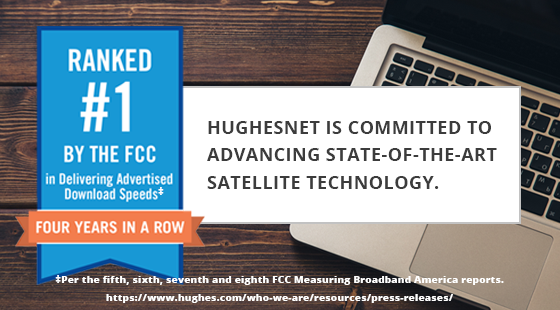 RANKED
#1
BY THE FCC
in Delivering Advertised
Download Speeds‡
FOUR YEARS IN A ROW
HUGHESNET IS COMMITTED TO
ADVANCING STATE-OF-THE-ART
SATELLITE TECHNOLOGY.
‡Per the fifth, sixth, seventh and eighth FCC Measuring Broadband America reports.
https://www.hughes.com/who-we-are/resources/press-releases/